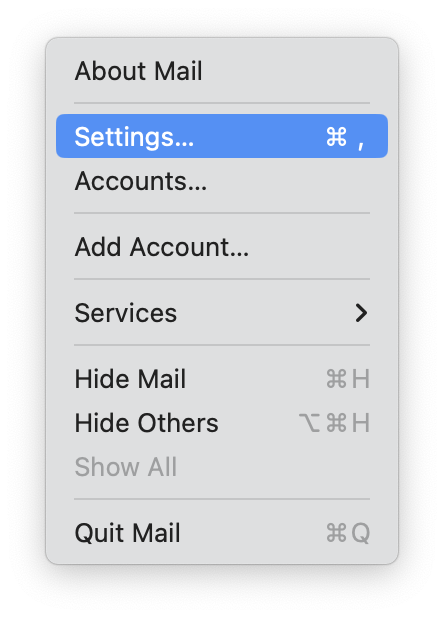 About Mail
Settings... ⌘ ,
Accounts...
Add Account...
Services
Hide Mail ⌘H
Hide Others ⌥⌘H
Show All
Quit Mail ⌘Q